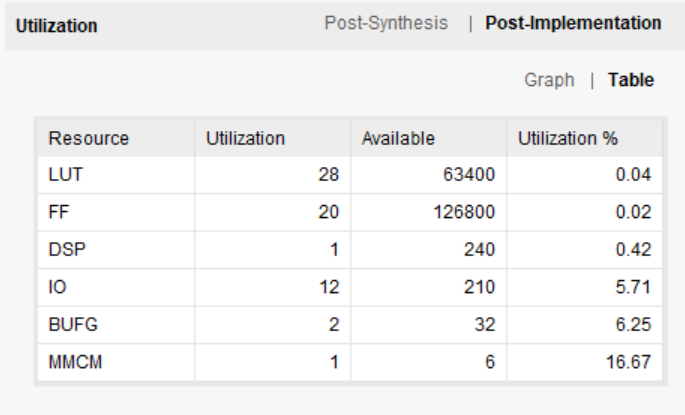 Utilization Post-Synthesis | Post-Implementation
Graph | Table
Resource Utilization Available Utilization %
LUT 28 63400 0.04
FF 20 126800 0.02
DSP 1 240 0.42
IO 12 210 5.71
BUFG 2 32 6.25
MMCM 1 6 16.67